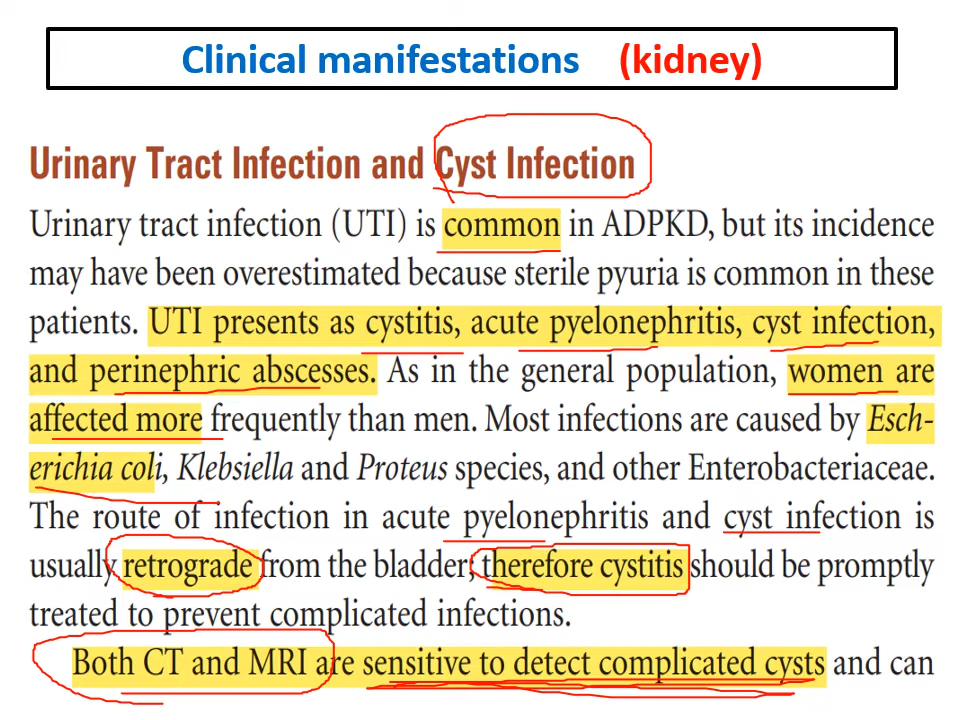 Clinical manifestations (kidney)
Urinary Tract Infection and Cyst Infection
Urinary tract infection (UTI) is common in ADPKD, but its incidence
may have been overestimated because sterile pyuria is common in these
patients. UTI presents as cystitis, acute pyelonephritis, cyst infection,
and perinephric abscesses. As in the general population, women are
affected more frequently than men. Most infections are caused by Esch-
erichia coli, Klebsiella and Proteus species, and other Enterobacteriaceae.
The route of infection in acute pyelonephritis and cyst infection is
usually retrograde from the bladder; therefore cystitis should be promptly
treated to prevent complicated infections.
Both CT and MRI are sensitive to detect complicated cysts and can